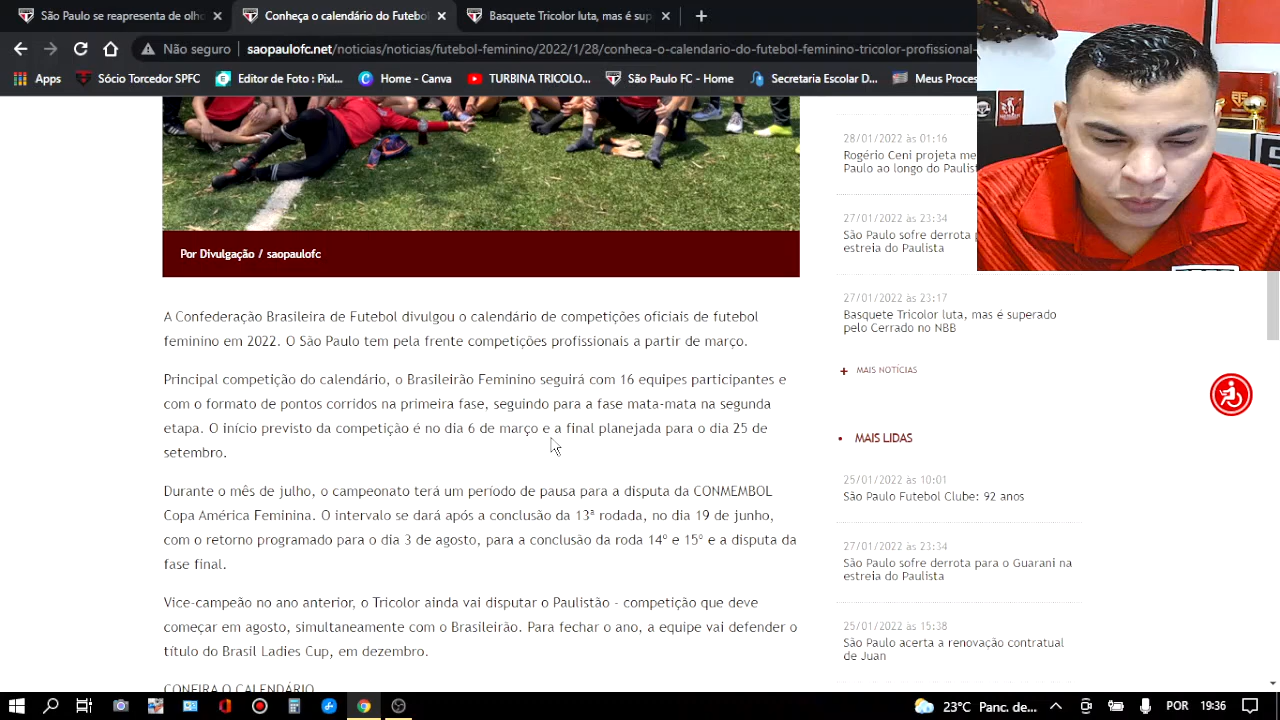 São Paulo se representa de olho
Conheça o calendário do Futebol
Basquete Tricolor luta, mas é sup
Não seguro
saopaulofc.net/noticias/noticias/futebol-feminino/2022/1/28/conheca-o-calendario-do-futebol-feminino-tricolor-profissional-
Apps
Sócio Torcedor SPFC
Editor de Foto : Pixl...
Home - Canva
TURBINA TRICOLO...
São Paulo FC - Home
Secretaria Escolar D...
Meus Proces
Por Divulgação / saopaulofc
A Confederação Brasileira de Futebol divulgou o calendário de competições oficiais de futebol
feminino em 2022. O São Paulo tem pela frente competições profissionais a partir de março.
Principal competição do calendário, o Brasileirão Feminino seguirá com 16 equipes participantes e
com o formato de pontos corridos na primeira fase, seguindo para a fase mata-mata na segunda
etapa. O início previsto da competição é no dia 6 de março e a final planejada para o dia 25 de
setembro.
Durante o mês de julho, o campeonato terá um período de pausa para a disputa da CONMEMBOL
Copa América Feminina. O intervalo se dará após a conclusão da 13ª rodada, no dia 19 de junho,
com o retorno programado para o dia 3 de agosto, para a conclusão da roda 14º e 15º e a disputa da
fase final.
Vice-campeão no ano anterior, o Tricolor ainda vai disputar o Paulistão - competição que deve
começar em agosto, simultaneamente com o Brasileirão. Para fechar o ano, a equipe vai defender o
título do Brasil Ladies Cup, em dezembro.
CONFIRA O CALENDÁRIO
28/01/2022 às 01:16
Rogério Ceni projeta me
Paulo ao longo do Paulist
27/01/2022 às 23:34
São Paulo sofre derrota p
estreia do Paulista
27/01/2022 às 23:17
Basquete Tricolor luta, mas é superado
pelo Cerrado no NBB
+ MAIS NOTÍCIAS
• MAIS LIDAS
25/01/2022 às 10:01
São Paulo Futebol Clube: 92 anos
27/01/2022 às 23:34
São Paulo sofre derrota para o Guarani na
estreia do Paulista
25/01/2022 às 15:38
São Paulo acerta a renovação contratual
de Juan
23°C Panc. de...
POR
19:36